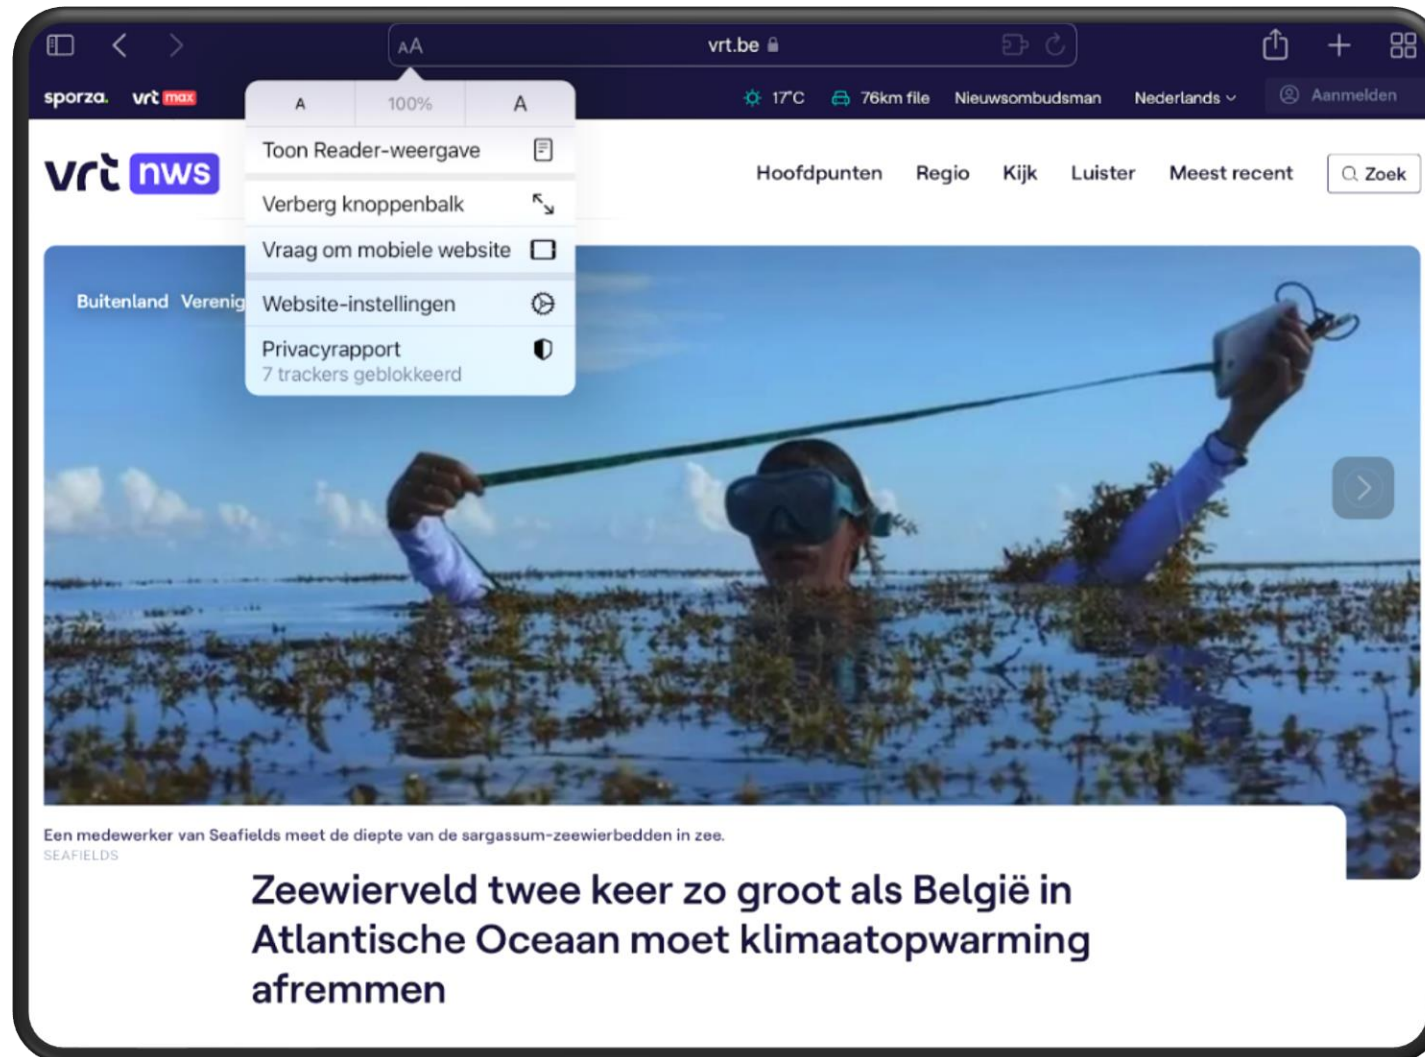 AA
vrt.be
sporza. vrt max
17°C 76km file Nieuwsombudsman Nederlands Aanmelden
A 100% A
Toon Reader-weergave
vrt nws
Hoofdpunten Regio Kijk Luister Meest recent Zoek
Verberg knoppenbalk
Vraag om mobiele website
Buitenland Verenig
Website-instellingen
Privacyrapport
7 trackers geblokkeerd
Een medewerker van Seafields meet de diepte van de sargassum-zeewierbedden in zee.
SEAFIELDS
Zeewierveld twee keer zo groot als België in
Atlantische Oceaan moet klimaatopwarming
afremmen